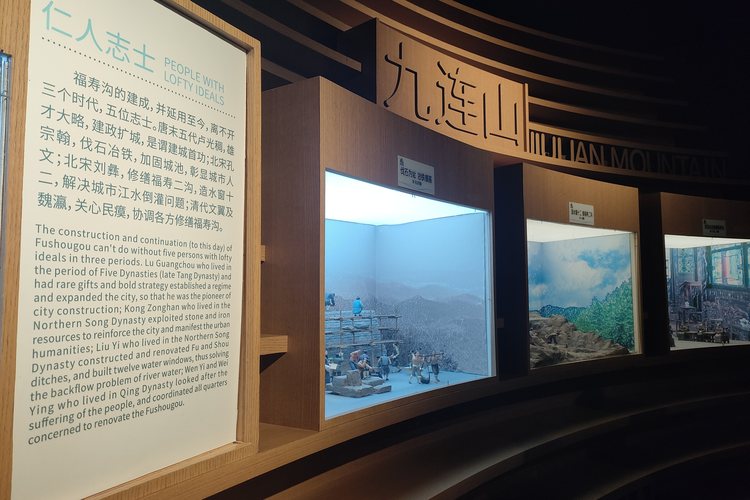 仁人志士
PEOPLE WITH
LOFTY IDEALS
福寿沟的建成,并延用至今,离不开
三个时代,五位志士。唐末五代卢光稠,雄
才大略,建政扩城,是谓建城首功;北宋孔
宗翰,伐石冶铁,加固城池,彰显城市人
文;北宋刘彝,修缮福寿二沟,造水窗十
二,解决城市江水倒灌问题;清代文翼及
魏瀛,关心民瘼,协调各方修缮福寿沟。
The construction and continuation (to this day) of
Fushougou can't do without five persons with lofty
ideals in three periods. Lu Guangchou who lived in
the period of Five Dynasties (late Tang Dynasty) and
had rare gifts and bold strategy established a regime
and expanded the city, so that he was the pioneer of
city construction; Kong Zonghan who lived in the
Northern Song Dynasty exploited stone and iron
resources to reinforce the city and manifest the urban
humanities; Liu Yi who lived in the Northern Song
Dynasty constructed and renovated Fu and Shou
ditches, and built twelve water windows, thus solving
the backflow problem of river water; Wen Yi and Wei
Ying who lived in Qing Dynasty looked after the
suffering of the people, and coordinated all quarters
concerned to renovate the Fushougou.
九连山
JIULIAN MOUNTAIN